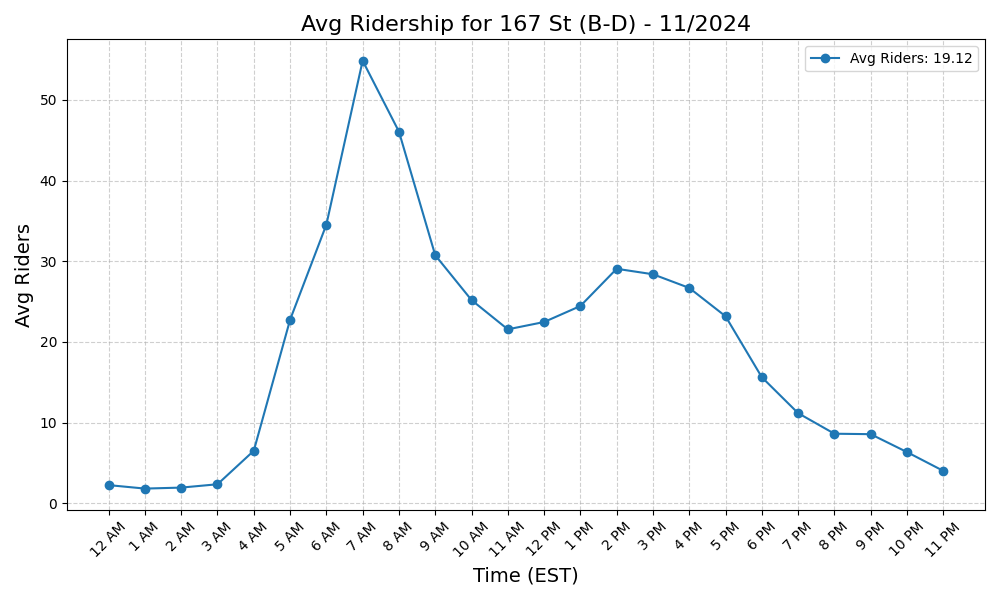 Avg Ridership for 167 St (B-D) - 11/2024
Avg Riders: 19.12
Avg Riders
50
40
30
20
10
0
12 AM
1 AM
2 AM
3 AM
4 AM
5 AM
6 AM
7 AM
8 AM
9 AM
10 AM
11 AM
12 PM
1 PM
2 PM
3 PM
4 PM
5 PM
6 PM
7 PM
8 PM
9 PM
10 PM
11 PM
Time (EST)